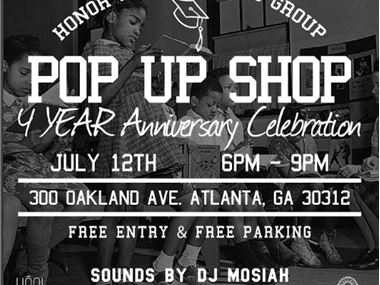 HONOR GROUP
POP UP SHOP
4 YEAR Anniversary Celebration
JULY 12TH 6PM - 9PM
300 OAKLAND AVE. ATLANTA, GA 30312
FREE ENTRY & FREE PARKING
SOUNDS BY DJ MOSIAH